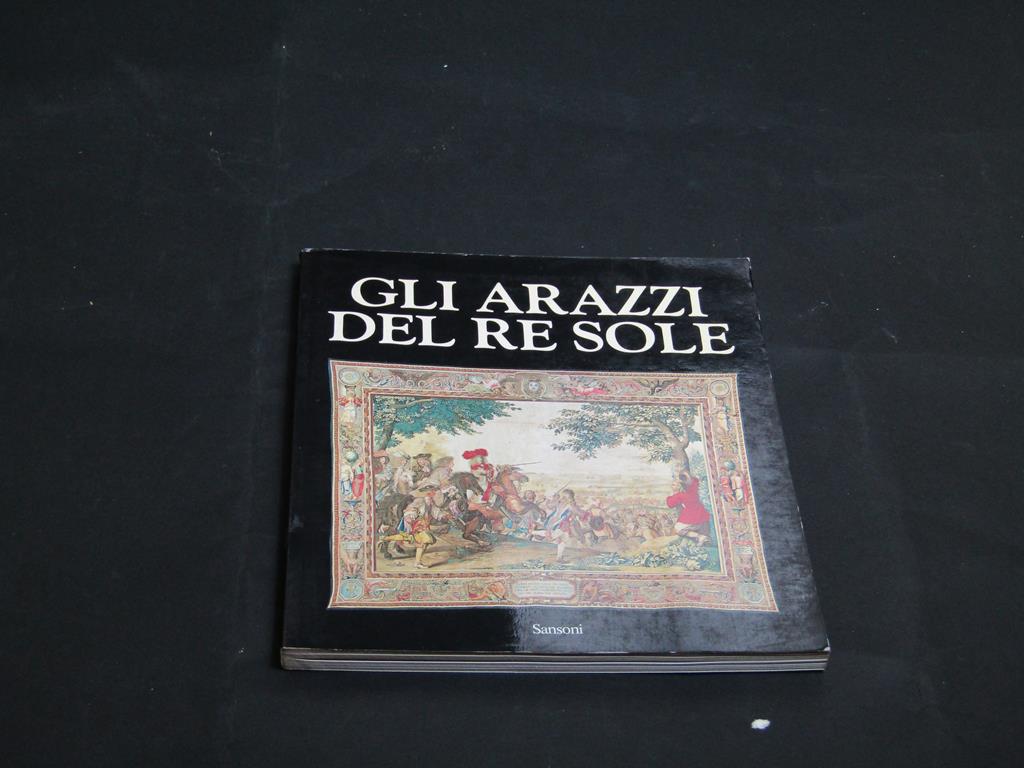 GLI ARAZZI
DEL RE SOLE
Sansoni